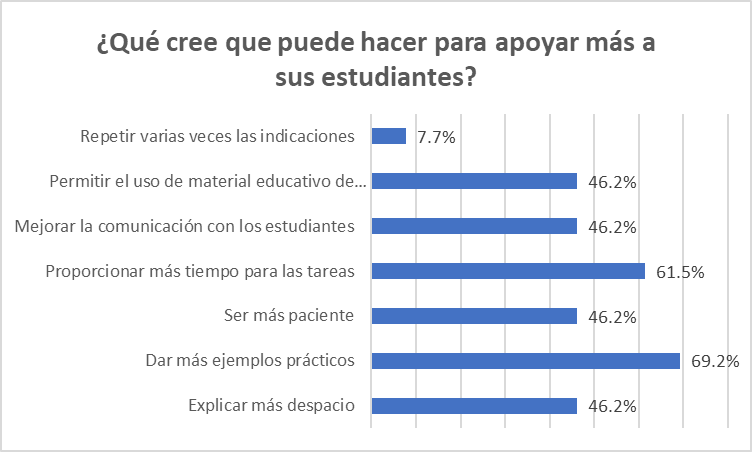 ¿Qué cree que puede hacer para apoyar más a
sus estudiantes?
Repetir varias veces las indicaciones
7.7%
Permitir el uso de material educativo de…
46.2%
Mejorar la comunicación con los estudiantes
46.2%
Proporcionar más tiempo para las tareas
61.5%
Ser más paciente
46.2%
Dar más ejemplos prácticos
69.2%
Explicar más despacio
46.2%